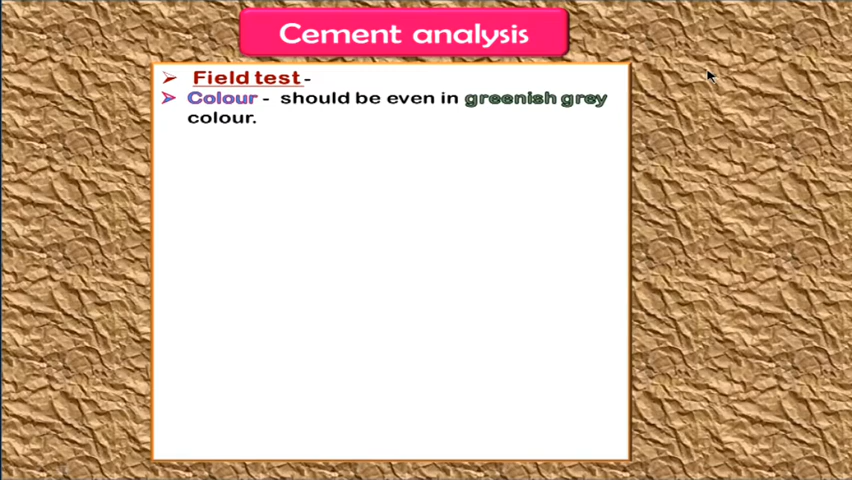 Cement analysis
Field test -
Colour - should be even in greenish grey
colour.